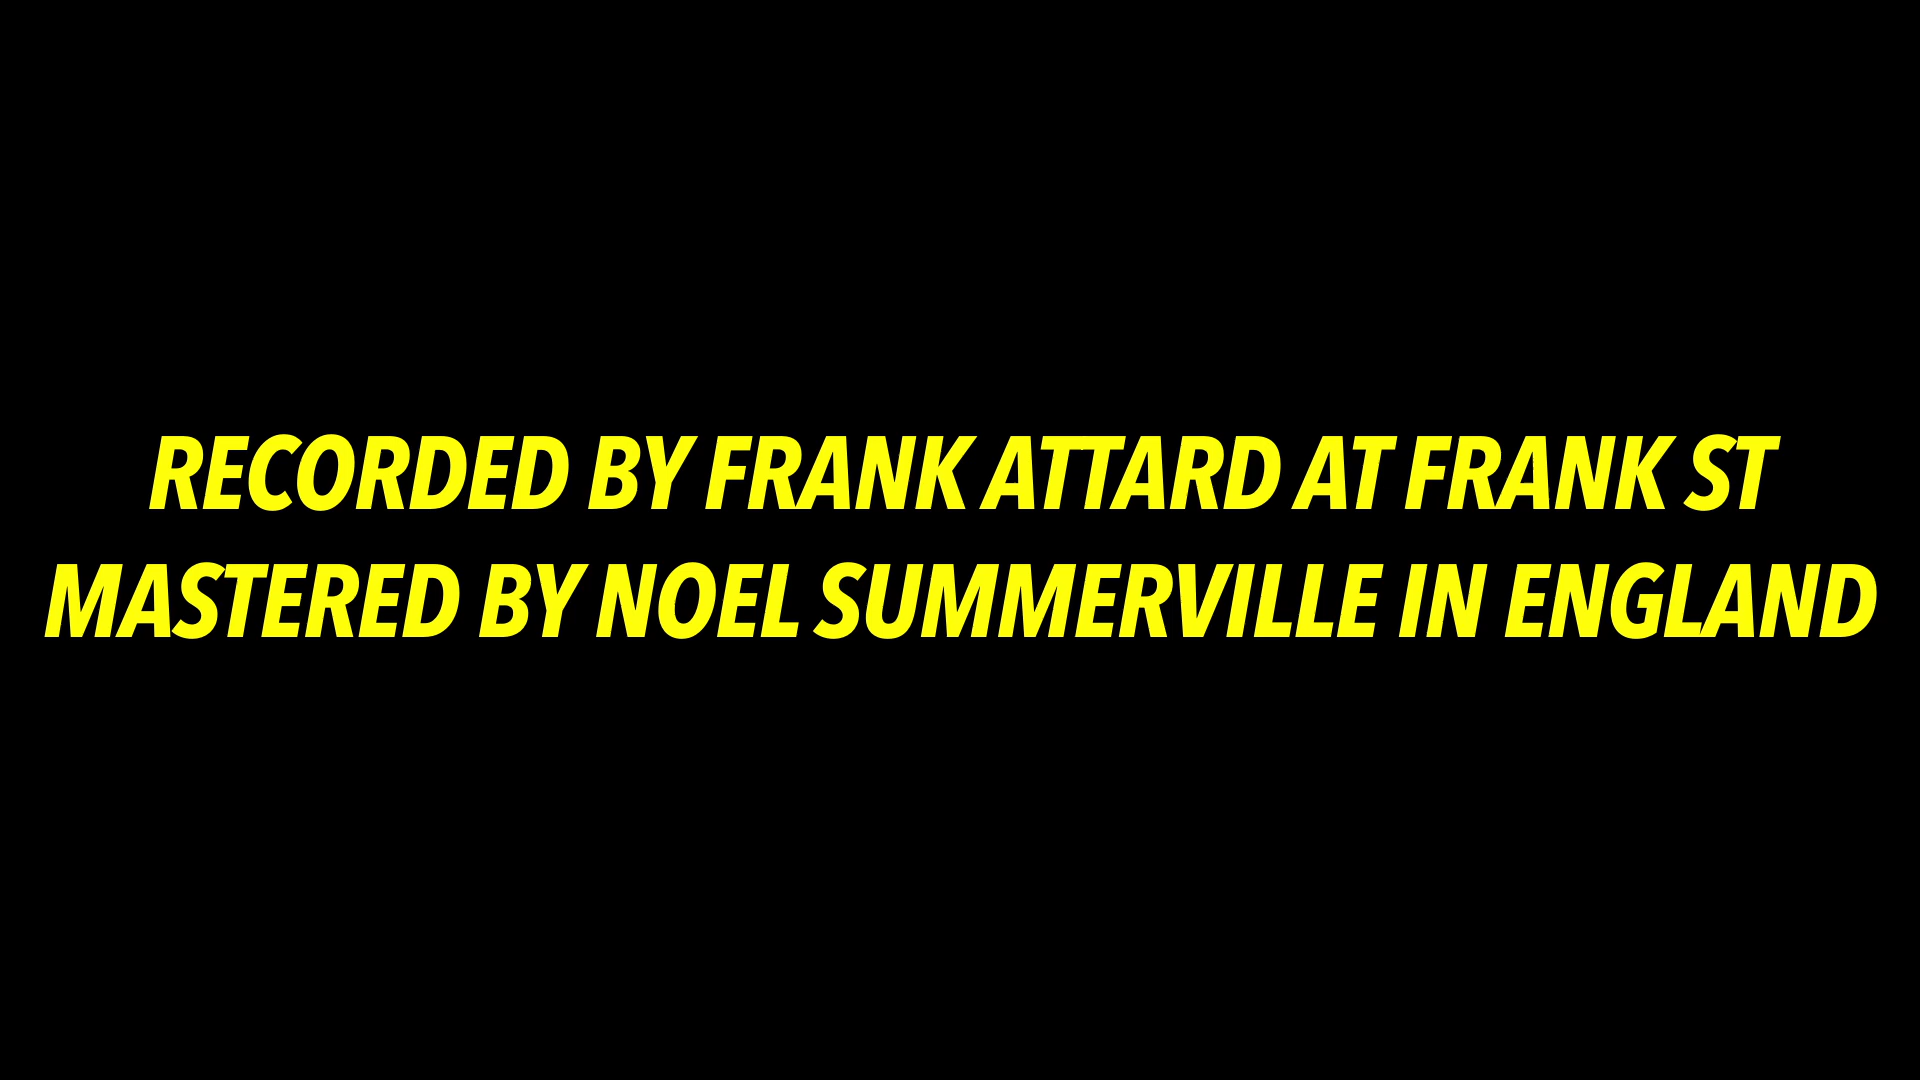 RECORDED BY FRANK ATTARD AT FRANK ST
MASTERED BY NOEL SUMMERVILLE IN ENGLAND